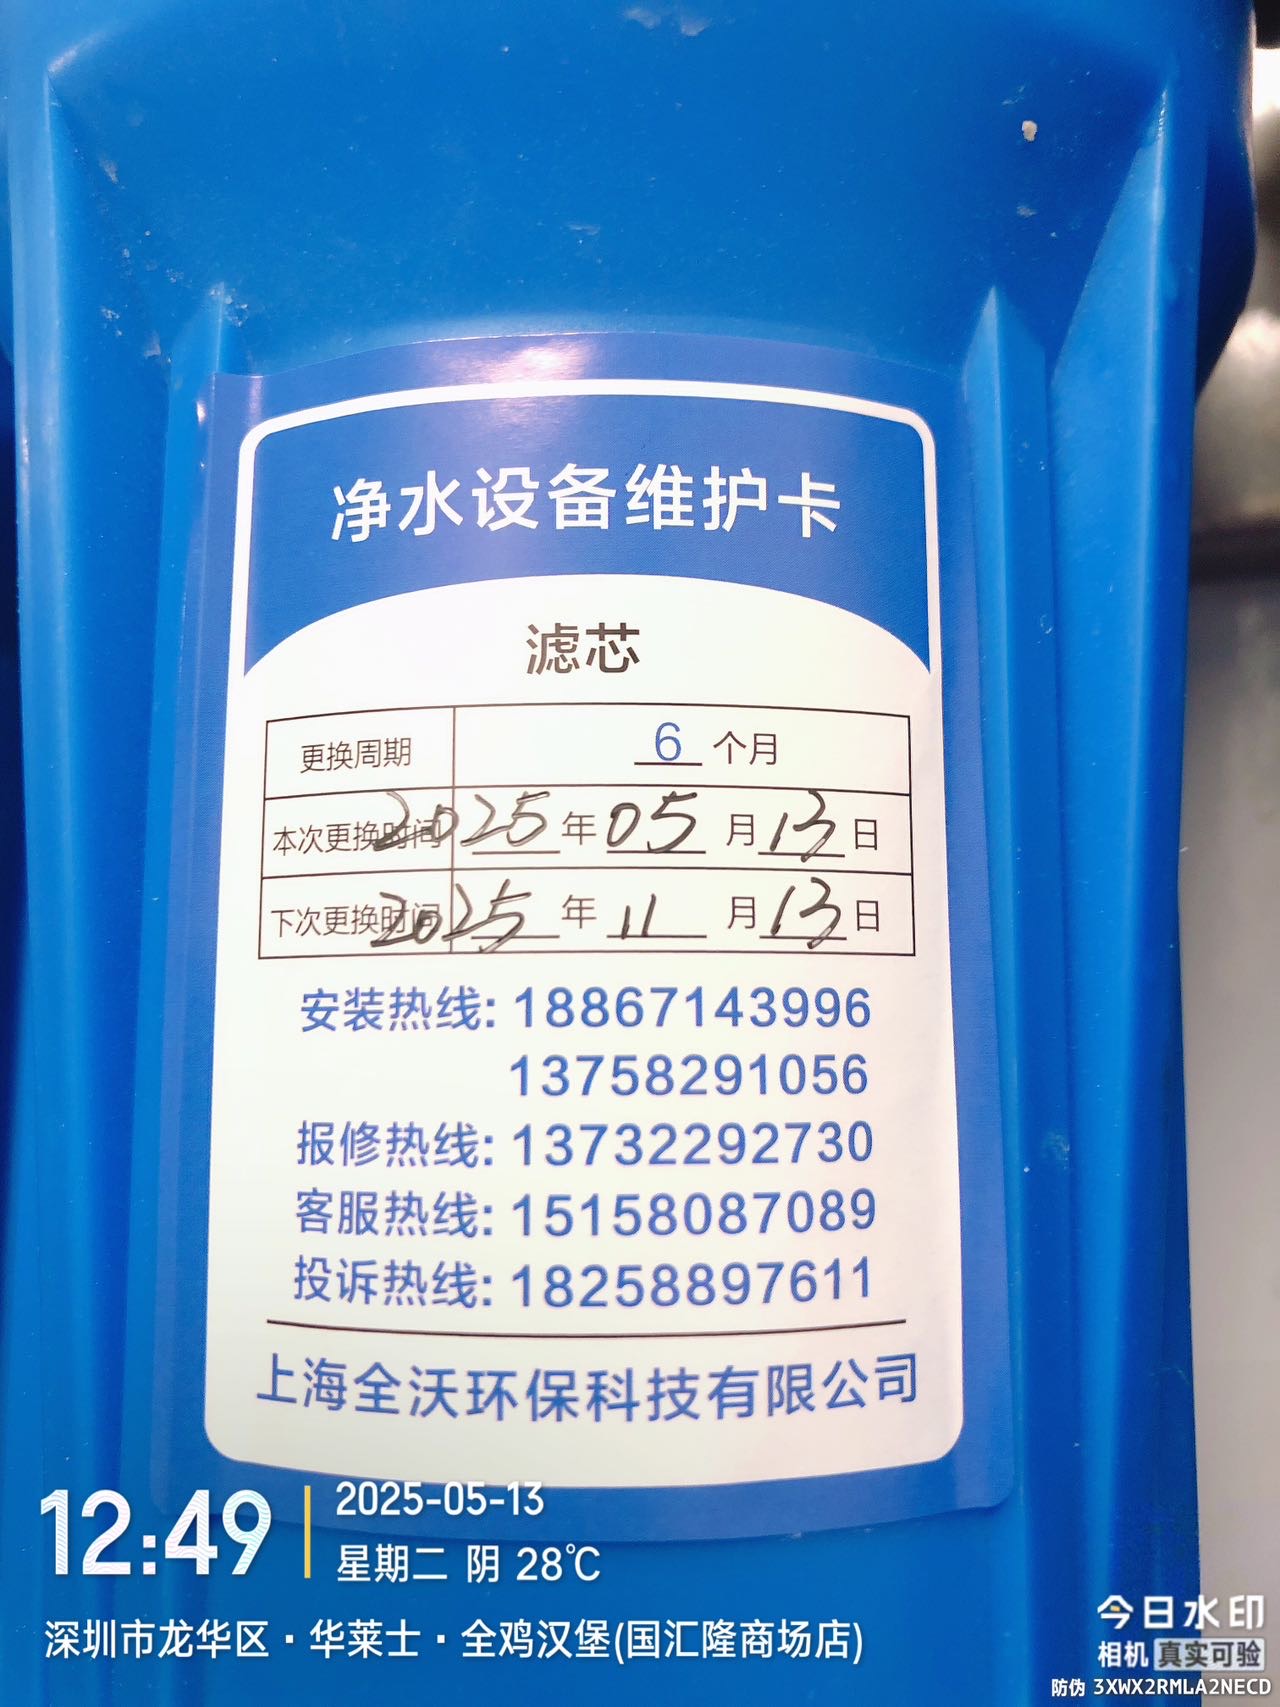 净水设备维护卡
滤芯
更换周期 6 个月
本次更换时间 2025 年 05 月 13 日
下次更换时间 2025 年 11 月 13 日
安装热线: 18867143996
13758291056
报修热线: 13732292730
客服热线: 15158087089
投诉热线: 18258897611
上海全沃环保科技有限公司
12:49
2025-05-13
星期二 阴 28℃
深圳市龙华区·华莱士·全鸡汉堡(国汇隆商场店)
今日水印
相机 真实可验
防伪 3XWX2RMLA2NECD